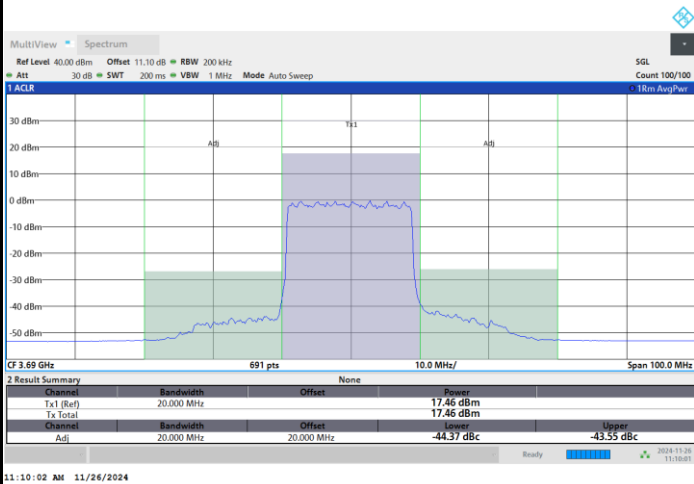 MultiView Spectrum
Ref Level 40.00 dBm Offset 11.10 dB RBW 200 kHz SGL
Att 30 dB SWT 200 ms VBW 1 MHz Mode Auto Sweep Count 100/100
1 ACLR 1Rm AvgPwr
30 dBm
Tx1
20 dBm Adj Adj
10 dBm
0 dBm
-10 dBm
-20 dBm
-30 dBm
-40 dBm
-50 dBm
CF 3.69 GHz 691 pts 10.0 MHz/ Span 100.0 MHz
2 Result Summary None
Channel Bandwidth Offset Power
Tx1 (Ref) 20.000 MHz 17.46 dBm
Tx Total 17.46 dBm
Channel Bandwidth Offset Lower Upper
Adj 20.000 MHz 20.000 MHz -44.37 dBc -43.55 dBc
Ready 2024-11-26
11:10:01
11:10:02 AM 11/26/2024